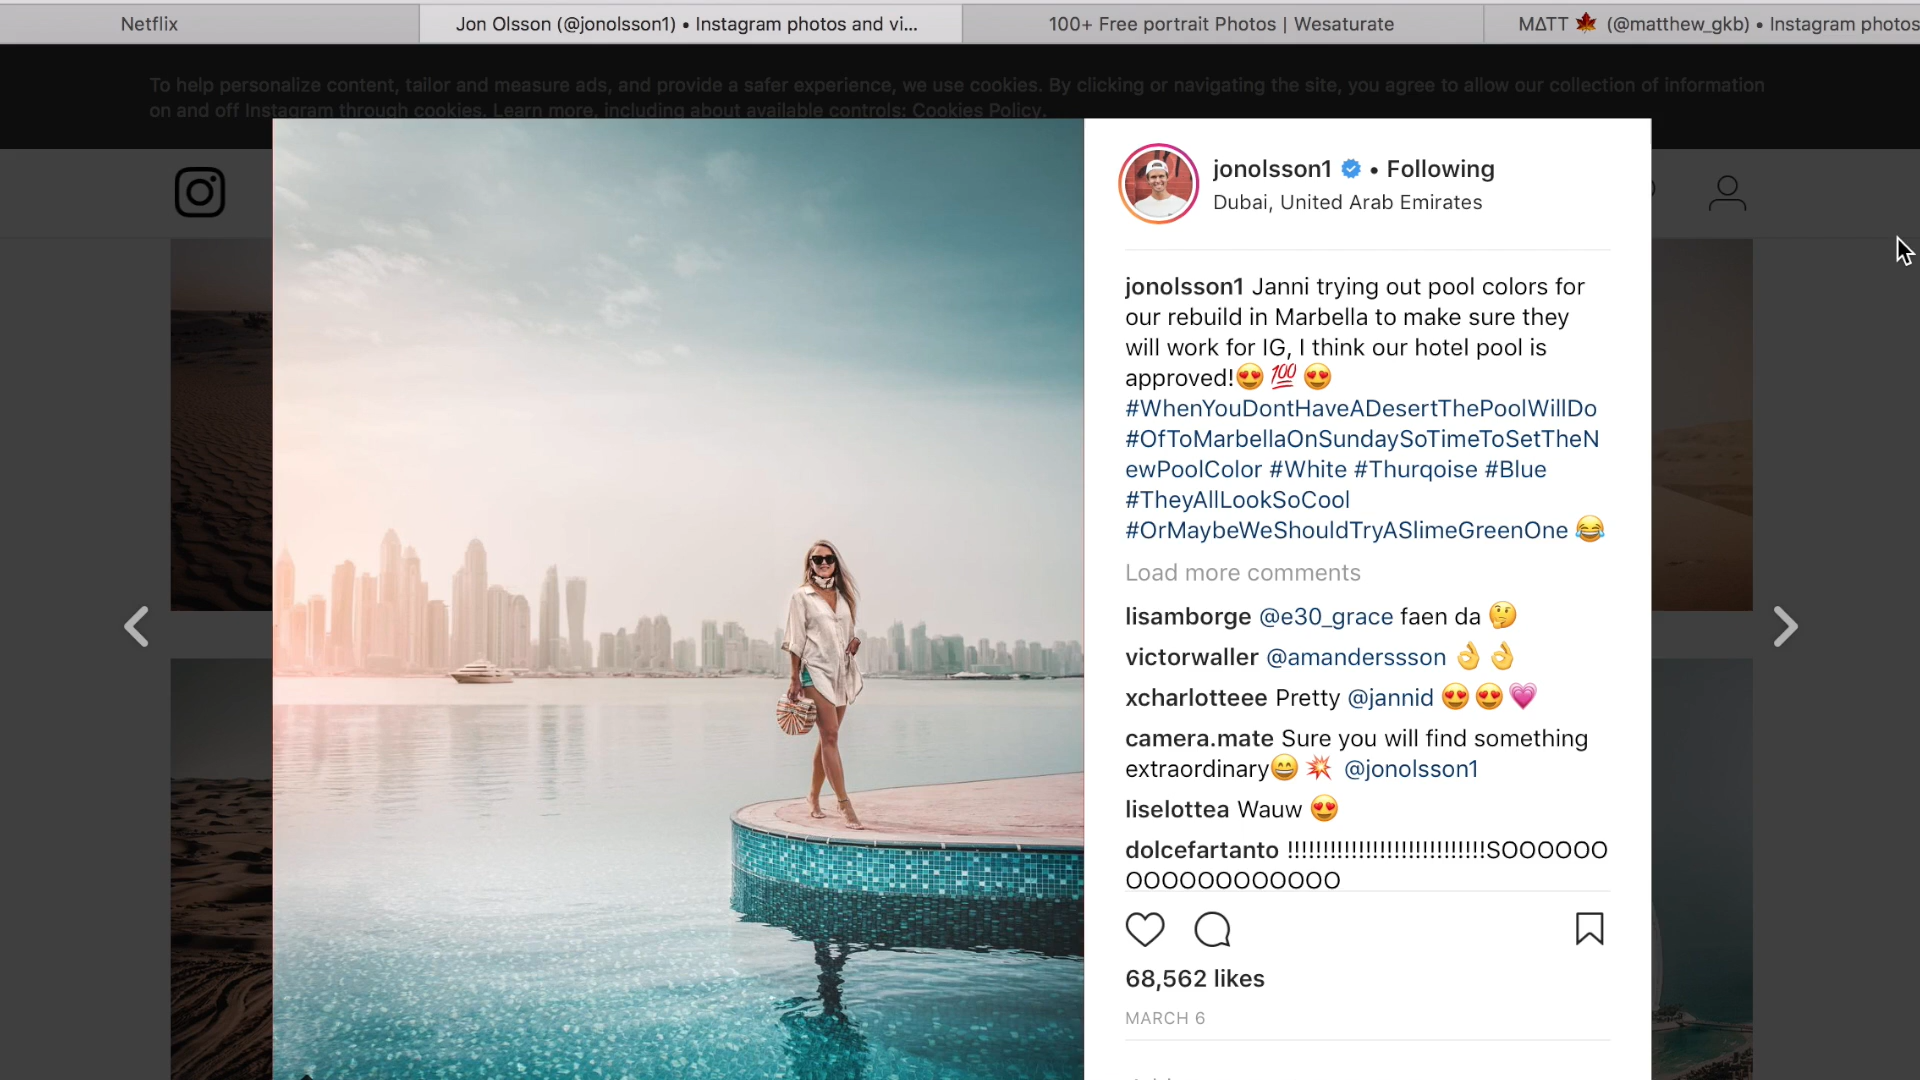 Netflix
Jon Olsson (@jonolsson1) • Instagram photos and vi...
100+ Free portrait Photos | Wesaturate
MΔTT 🍁 (@matthew_gkb) • Instagram photos
To help personalize content, tailor and measure ads, and provide a safer experience, we use cookies. By clicking or navigating the site, you agree to allow our collection of information
on and off Instagram through cookies. Learn more, including about available controls: Cookies Policy.
jonolsson1 • Following
Dubai, United Arab Emirates
jonolsson1 Janni trying out pool colors for
our rebuild in Marbella to make sure they
will work for IG, I think our hotel pool is
approved!😍 💯 😍
#WhenYouDontHaveADesertThePoolWillDo
#OfToMarbellaOnSundaySoTimeToSetTheN
ewPoolColor #White #Thurqoise #Blue
#TheyAllLookSoCool
#OrMaybeWeShouldTryASlimeGreenOne 😂
Load more comments
lisamborge @e30_grace faen da 🤔
victorwaller @amanderssson 👌 👌
xcharlotteee Pretty @jannid 😍 😍 💗
camera.mate Sure you will find something
extraordinary😄 💥 @jonolsson1
liselottea Wauw 😍
dolcefartanto !!!!!!!!!!!!!!!!!!!!!!!!!!!!SOOOOOO
OOOOOOOOOOOO
68,562 likes
MARCH 6